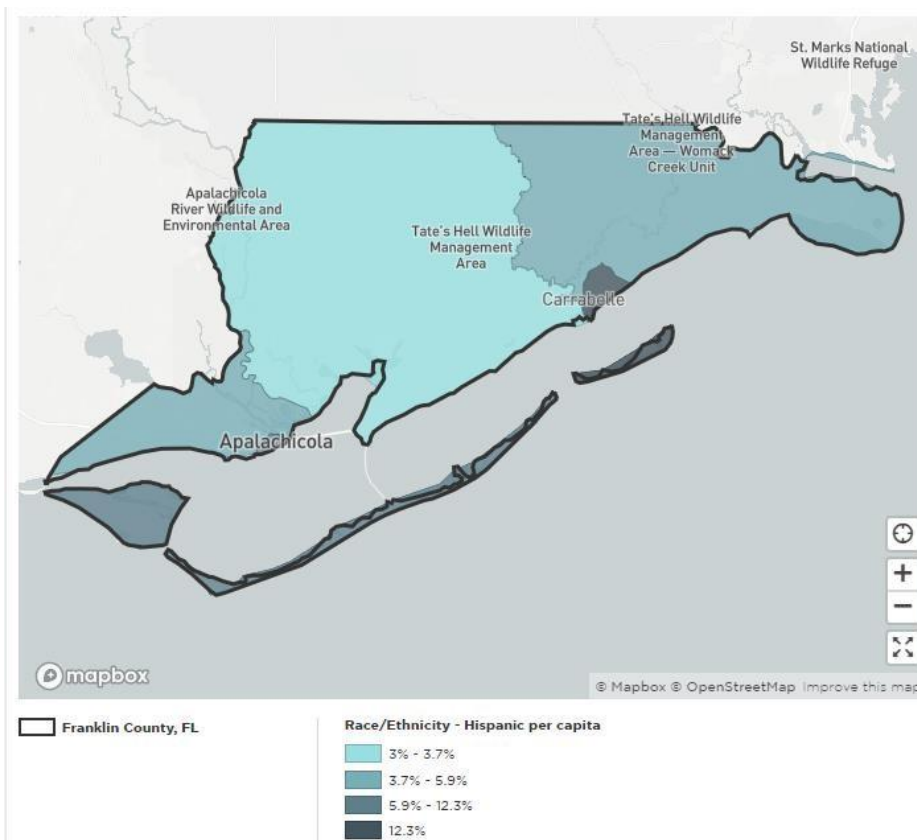 St. Marks National
Wildlife Refuge
Tate's Hell Wildlife
Management
Area — Womack
Creek Unit
Apalachicola
River Wildlife and
Environmental Area
Tate's Hell Wildlife
Management
Area
Carrabelle
Apalachicola
mapbox
© Mapbox © OpenStreetMap Improve this map
Franklin County, FL
Race/Ethnicity - Hispanic per capita
3% - 3.7%
3.7% - 5.9%
5.9% - 12.3%
12.3%